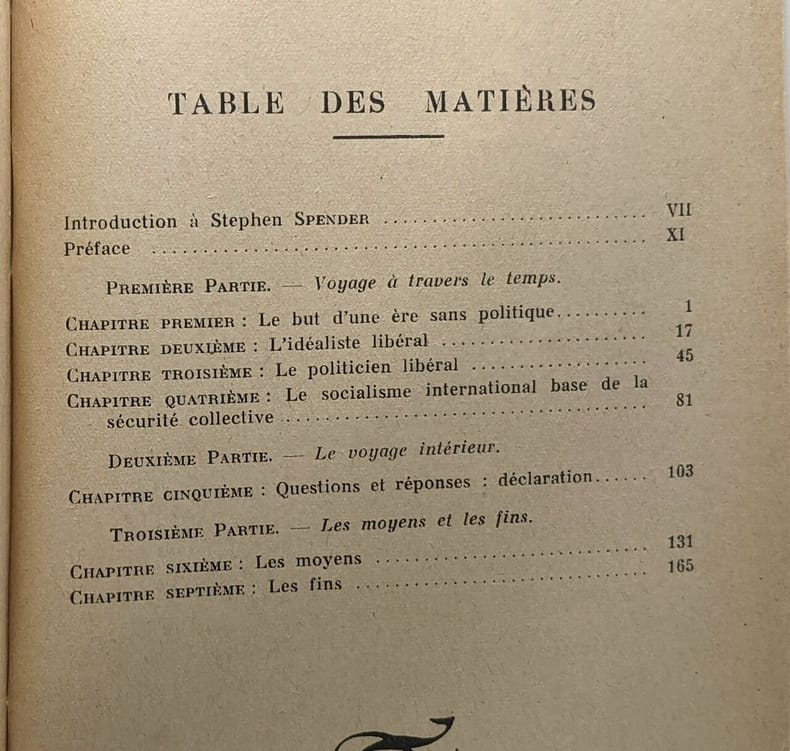 TABLE DES MATIÈRES
Introduction à Stephen SPENDER .......................... VII
Préface .......................... XI
PREMIÈRE PARTIE. — Voyage à travers le temps.
CHAPITRE PREMIER : Le but d'une ère sans politique.......... 1
CHAPITRE DEUXIÈME : L'idéaliste libéral .................... 17
CHAPITRE TROISIÈME : Le politicien libéral .................. 45
CHAPITRE QUATRIÈME : Le socialisme international base de la
sécurité collective .......................... 81
DEUXIÈME PARTIE. — Le voyage intérieur.
CHAPITRE CINQUIÈME : Questions et réponses : déclaration...... 103
TROISIÈME PARTIE. — Les moyens et les fins.
CHAPITRE SIXIÈME : Les moyens .......................... 131
CHAPITRE SEPTIÈME : Les fins .......................... 165